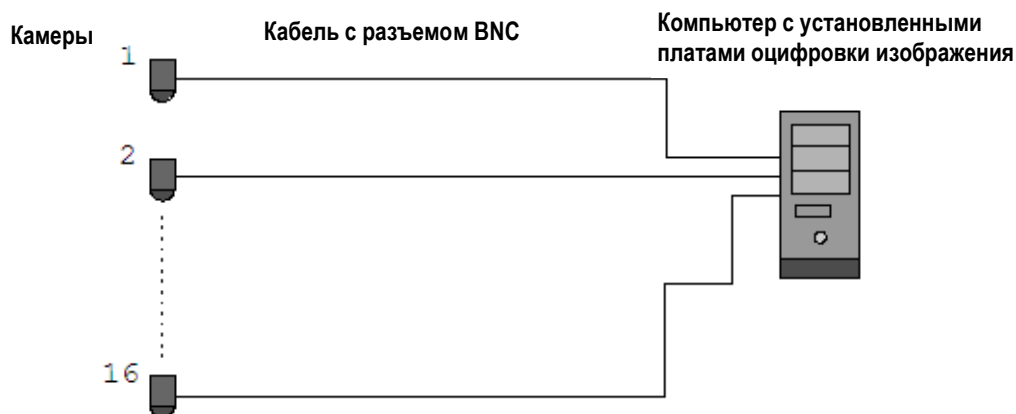 Камеры
Кабель с разъемом BNC
Компьютер с установленными
платами оцифровки изображения
1
2
16